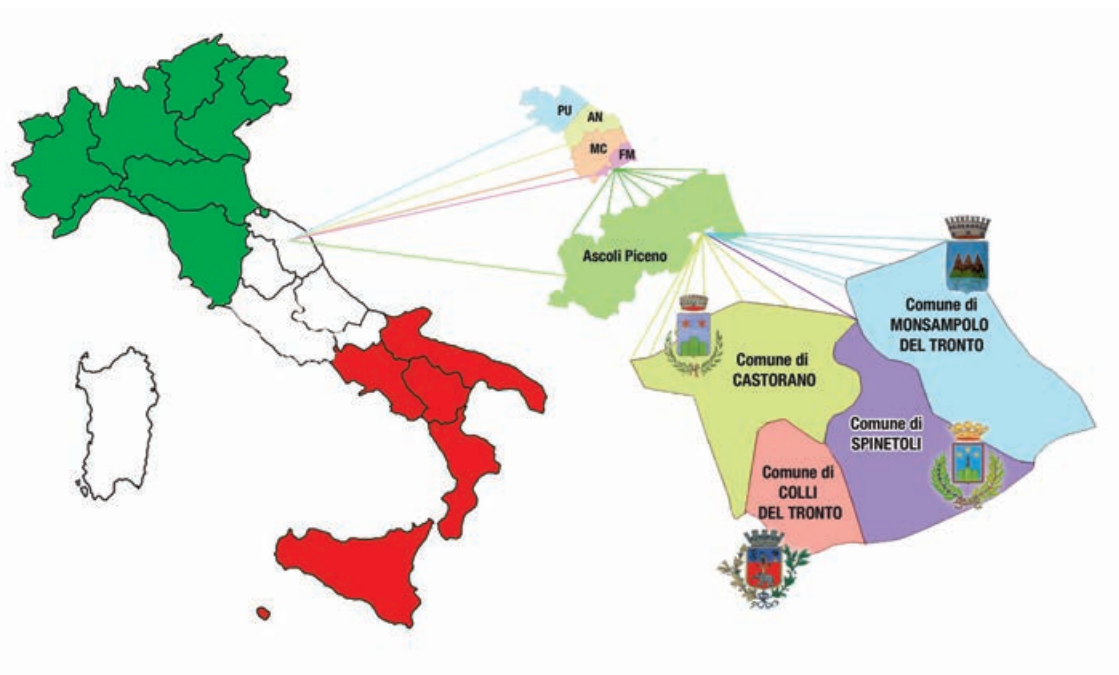 PU
AN
MC
FM
Ascoli Piceno
Comune di
MONSAMPOLO
DEL TRONTO
Comune di
CASTORANO
Comune di
SPINETOLI
Comune di
COLLI
DEL TRONTO